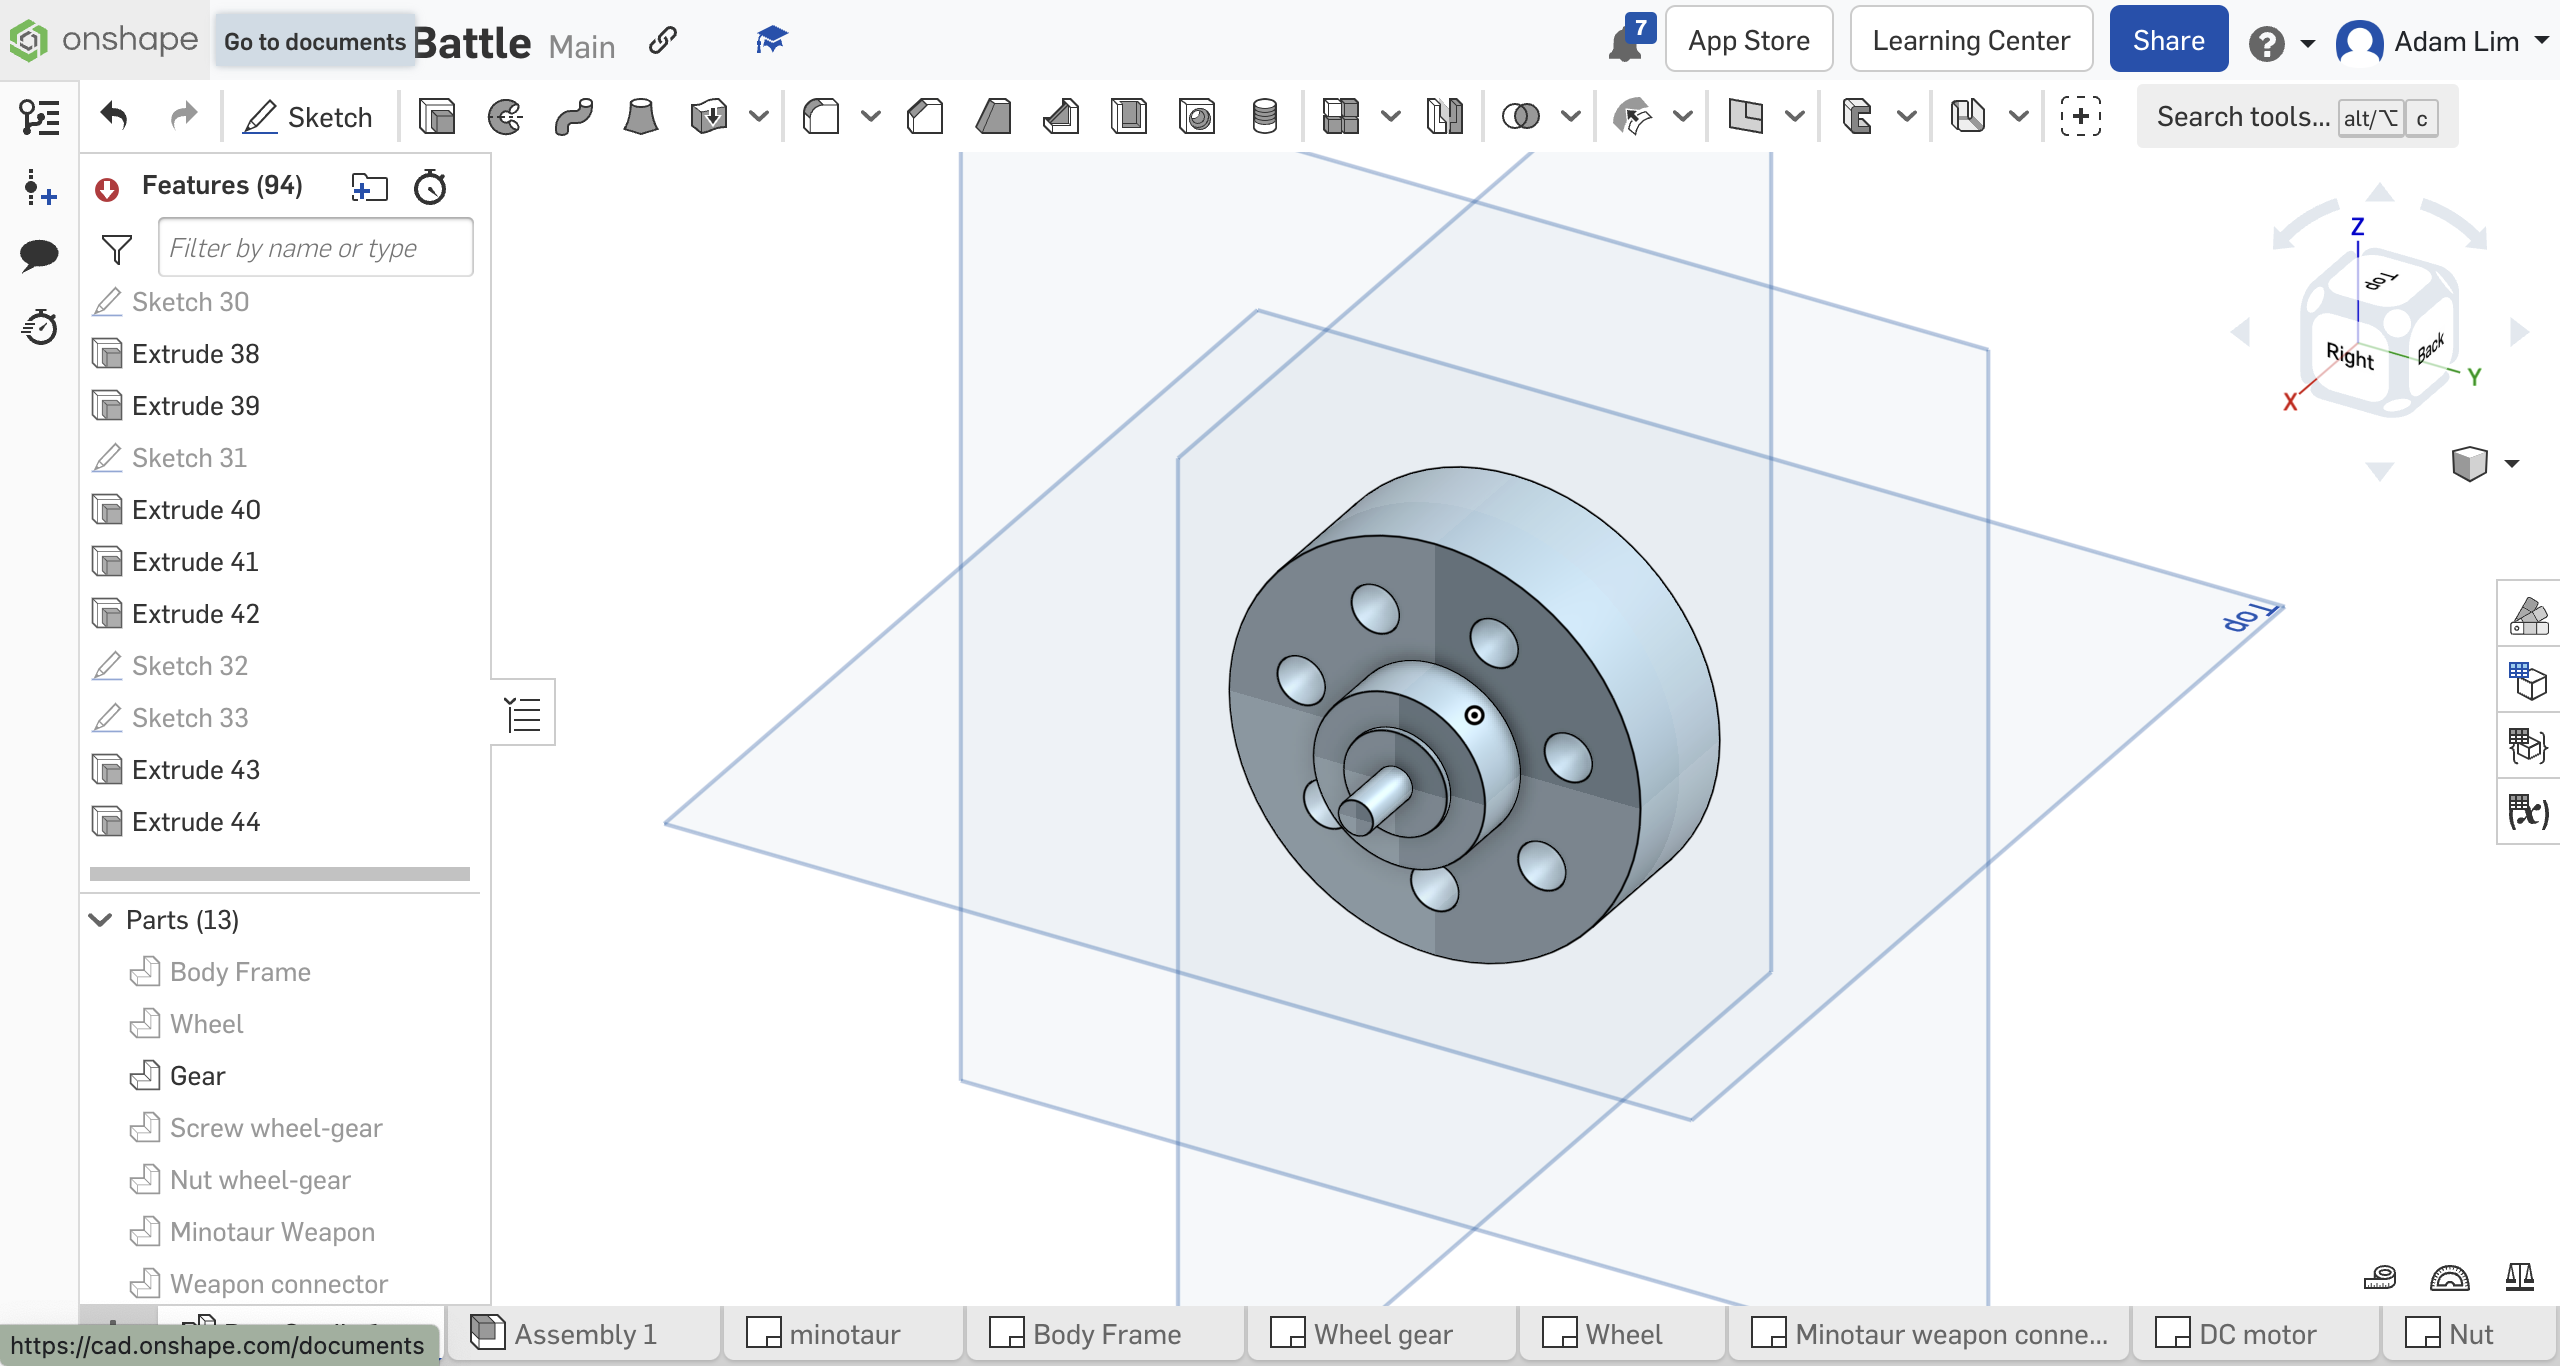 onshape
Go to documents
Battle Main
7
App Store
Learning Center
Share
Adam Lim
Sketch
Search tools... alt/⌥ c
Features (94)
Filter by name or type
Sketch 30
Extrude 38
Extrude 39
Sketch 31
Extrude 40
Extrude 41
Extrude 42
Sketch 32
Sketch 33
Extrude 43
Extrude 44
Parts (13)
Body Frame
Wheel
Gear
Screw wheel-gear
Nut wheel-gear
Minotaur Weapon
Weapon connector
Z
Top
Right
Back
X
Y
Top
(x)
https://cad.onshape.com/documents
Assembly 1
minotaur
Body Frame
Wheel gear
Wheel
Minotaur weapon conne...
DC motor
Nut